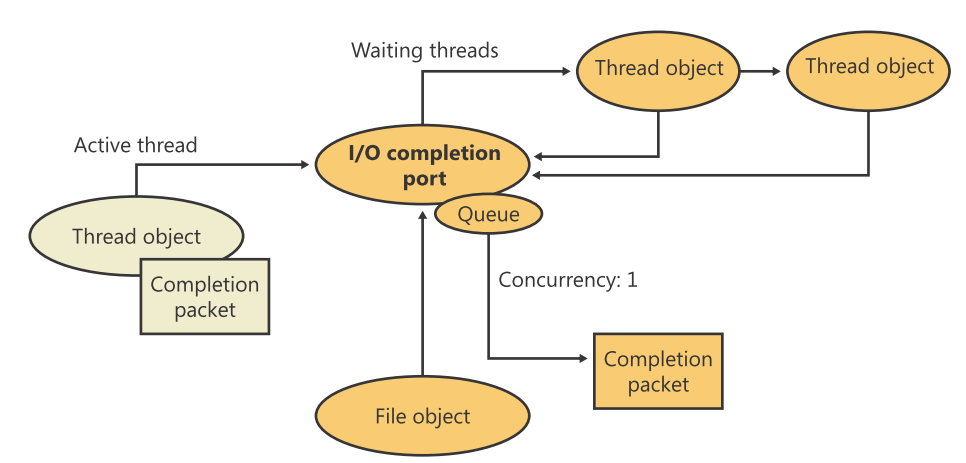 Waiting threads
Thread object
Thread object
Active thread
I/O completion
port
Queue
Thread object
Completion
packet
Concurrency: 1
Completion
packet
File object